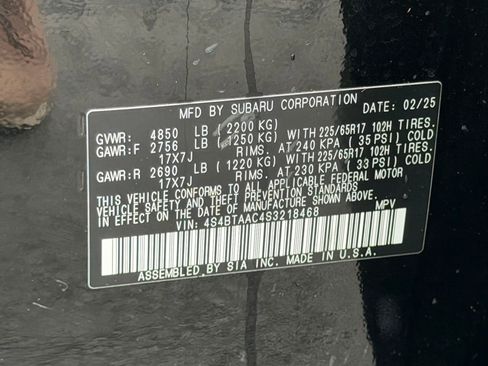 MFD BY SUBARU CORPORATION DATE: 02/25
GVWR: 4850 LB (2200 KG)
GAWR:F 2756 LB (1250 KG) WITH 225/65R17 102H TIRES.
17X7J RIMS. AT 240 KPA (35 PSI) COLD
GAWR:R 2690 LB (1220 KG) WITH 225/65R17 102H TIRES.
17X7J RIMS. AT 230 KPA (33 PSI) COLD
THIS VEHICLE CONFORMS TO ALL APPLICABLE FEDERAL MOTOR
VEHICLE SAFETY AND THEFT PREVENTION STANDARDS
IN EFFECT ON THE DATE OF MANUFACTURE SHOWN ABOVE.
VIN: 4S4BTAAC4S3218468 MPV
ASSEMBLED BY SIA INC. MADE IN U.S.A.